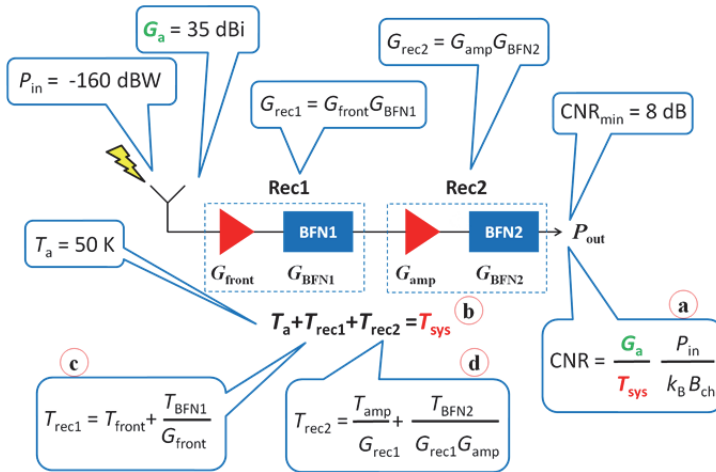 G_a = 35 dBi
P_in = -160 dBW
G_rec2 = G_amp G_BFN2
G_rec1 = G_front G_BFN1
CNR_min = 8 dB
Rec1
Rec2
BFN1
BFN2
P_out
T_a = 50 K
G_front
G_BFN1
G_amp
G_BFN2
a
b
T_a+T_rec1+T_rec2 =T_sys
CNR = G_a/T_sys P_in/k_B B_ch
c
d
T_rec1 = T_front+ T_BFN1/G_front
T_rec2 = T_amp/G_rec1 + T_BFN2/G_rec1 G_amp